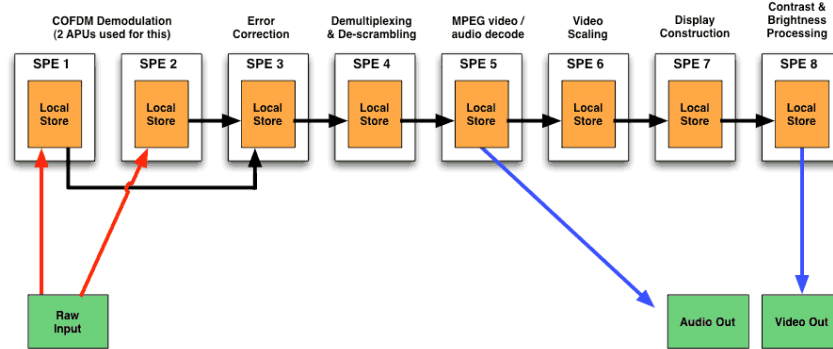 COFDM Demodulation
(2 APUs used for this)
Error
Correction
Demultiplexing
& De-scrambling
MPEG video /
audio decode
Video
Scaling
Display
Construction
Contrast &
Brightness
Processing
SPE 1
SPE 2
SPE 3
SPE 4
SPE 5
SPE 6
SPE 7
SPE 8
Local
Store
Local
Store
Local
Store
Local
Store
Local
Store
Local
Store
Local
Store
Local
Store
Raw
Input
Audio Out
Video Out